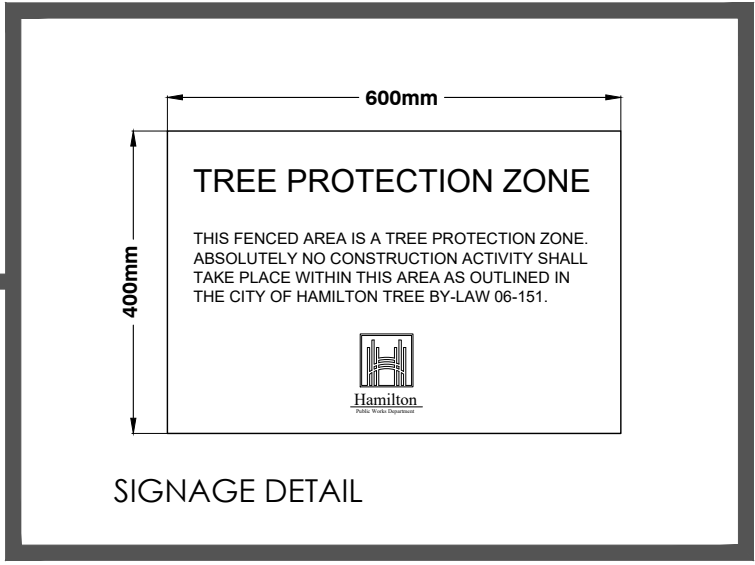 600mm
400mm
TREE PROTECTION ZONE
THIS FENCED AREA IS A TREE PROTECTION ZONE.
ABSOLUTELY NO CONSTRUCTION ACTIVITY SHALL
TAKE PLACE WITHIN THIS AREA AS OUTLINED IN
THE CITY OF HAMILTON TREE BY-LAW 06-151.
Hamilton
Public Works Department
SIGNAGE DETAIL